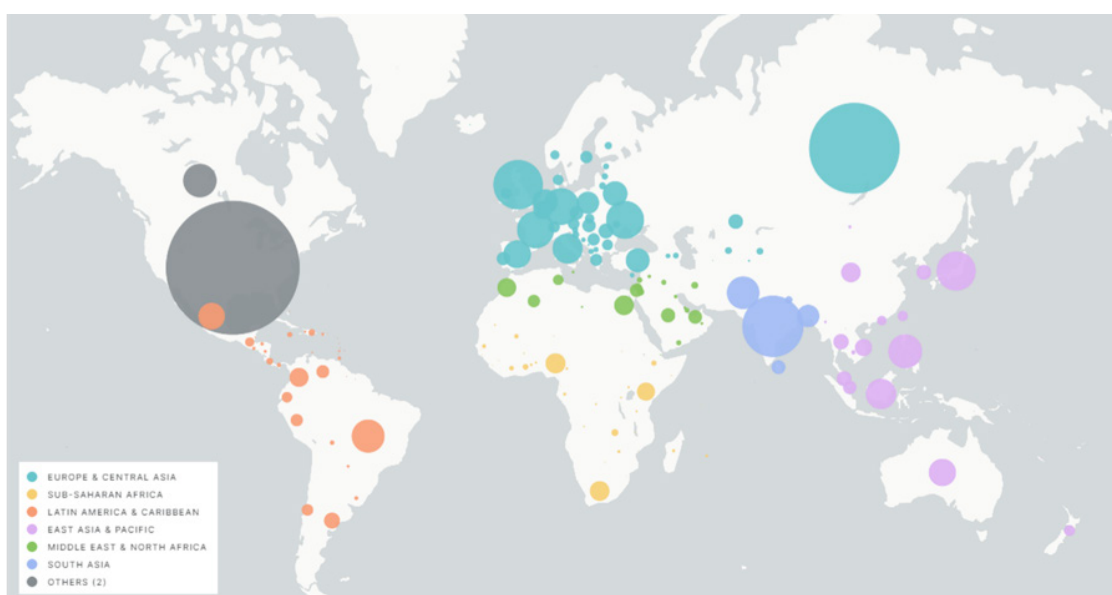 EUROPE & CENTRAL ASIA
SUB-SAHARAN AFRICA
LATIN AMERICA & CARIBBEAN
EAST ASIA & PACIFIC
MIDDLE EAST & NORTH AFRICA
SOUTH ASIA
OTHERS (2)